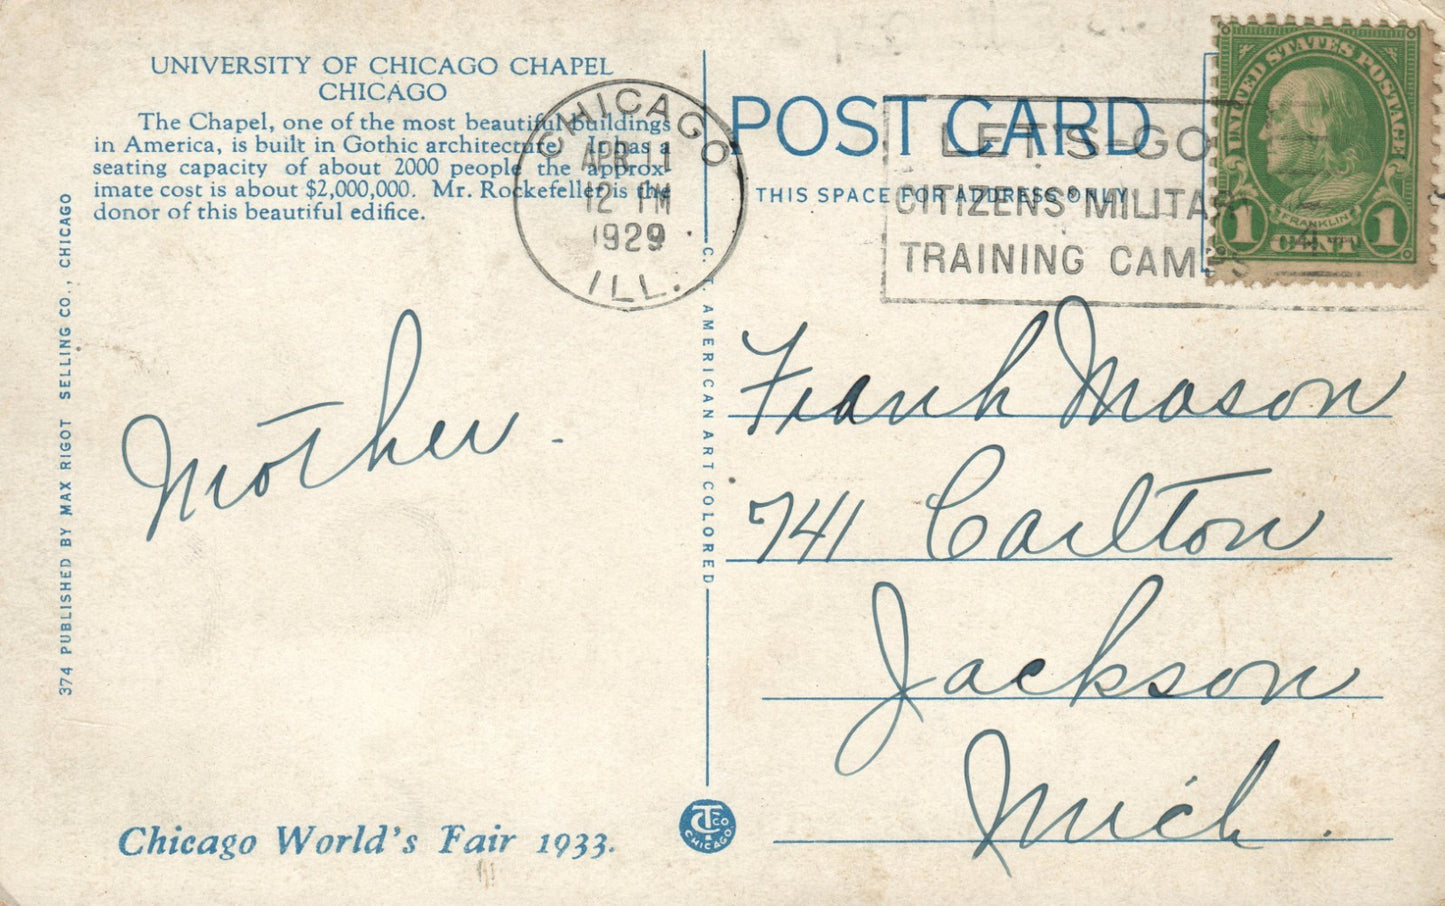 UNIVERSITY OF CHICAGO CHAPEL
CHICAGO
The Chapel, one of the most beautiful buildings
in America, is built in Gothic architecture. It has a
seating capacity of about 2000 people the approx-
imate cost is about $2,000,000. Mr. Rockefeller is the
donor of this beautiful edifice.
Mother.
Chicago World's Fair 1933.
374 PUBLISHED BY MAX RIGOT SELLING CO., CHICAGO
C. T. AMERICAN ART COLORED
CTCO
CHICAGO
CHICAGO
APR 11
12 PM
1929
ILL.
POST CARD
THIS SPACE FOR ADDRESS ONLY
LET'S-GO
CITIZENS MILITARY
TRAINING CAMPS
UNITED STATES POSTAGE
FRANKLIN
1 CENT 1
Frank Mason
741 Carlton
Jackson
Mich.